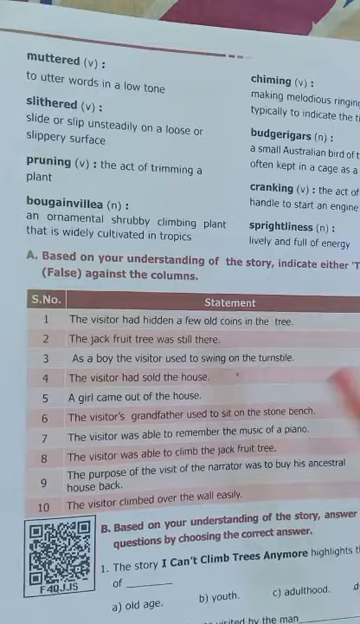 muttered (v) :
to utter words in a low tone
slithered (v) :
slide or slip unsteadily on a loose or
slippery surface
pruning (v) : the act of trimming a
plant
bougainvillea (n) :
an ornamental shrubby climbing plant
that is widely cultivated in tropics
chiming (v) :
making melodious ringing
typically to indicate the
budgerigars (n) :
a small Australian bird of
often kept in a cage as a
cranking (v) : the act of
handle to start an engine
sprightliness (n) :
lively and full of energy
A. Based on your understanding of the story, indicate either 'T
(False) against the columns.
S.No. Statement
1 The visitor had hidden a few old coins in the tree.
2 The jack fruit tree was still there.
3 As a boy the visitor used to swing on the turnstile.
4 The visitor had sold the house.
5 A girl came out of the house.
6 The visitor's grandfather used to sit on the stone bench.
7 The visitor was able to remember the music of a piano.
8 The visitor was able to climb the jack fruit tree.
9 The purpose of the visit of the narrator was to buy his ancestral
house back.
10 The visitor climbed over the wall easily.
F4QJJS
B. Based on your understanding of the story, answer
questions by choosing the correct answer.
1. The story I Can't Climb Trees Anymore highlights
of ________
a) old age. b) youth. c) adulthood. d
by the man